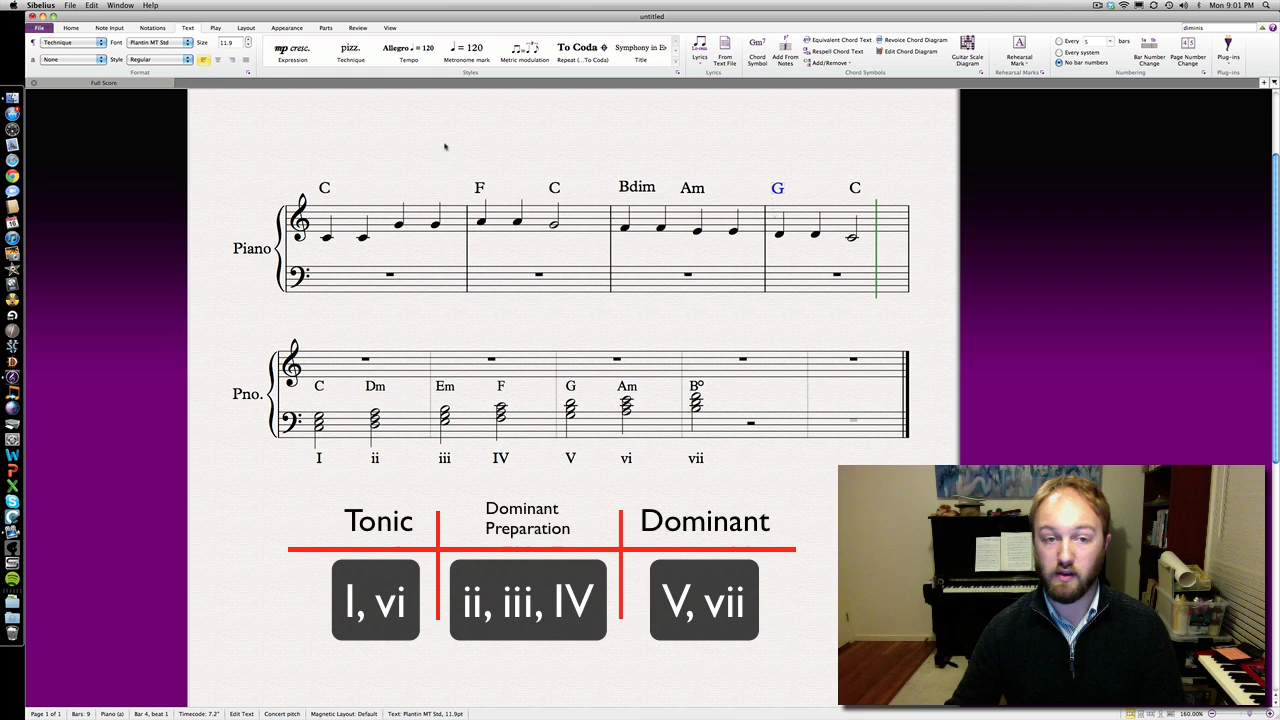 Sibelius File Edit Window Help
Mon 9:01 PM
untitled
File Home Note Input Notations Text Play Layout Appearance Parts Review View
diminis
Technique Font Plantin MT Std Size 11.9
None Style Regular
Format
mp cresc. pizz. Allegro ♩ = 120 ♩ = 120 To Coda Symphony in E♭
Expression Technique Tempo Metronome mark Metric modulation Repeat (...To Coda) Title
Styles
Lyrics From Text File
Lyrics
Gm7 Chord Symbol Add From Notes
Equivalent Chord Text Revoice Chord Diagram
Respell Chord Text Edit Chord Diagram
Add/Remove
Guitar Scale Diagram
Chord Symbols
A Rehearsal Mark
Rehearsal Marks
Every 5 bars
Every system
No bar numbers
Bar Number Change Page Number Change
Numbering
Plug-ins
Plug-ins
Full Score
C F C Bdim Am G C
Piano
Pno.
C Dm Em F G Am B°
I ii iii IV V vi vii
Tonic
Dominant
Preparation
Dominant
I, vi
ii, iii, IV
V, vii
Page 1 of 1 Bars: 9 Piano (a) Bar 4, beat 1 Timecode: 7.2" Edit Text Concert pitch Magnetic Layout: Default Text: Plantin MT Std, 11.9pt
160.00%